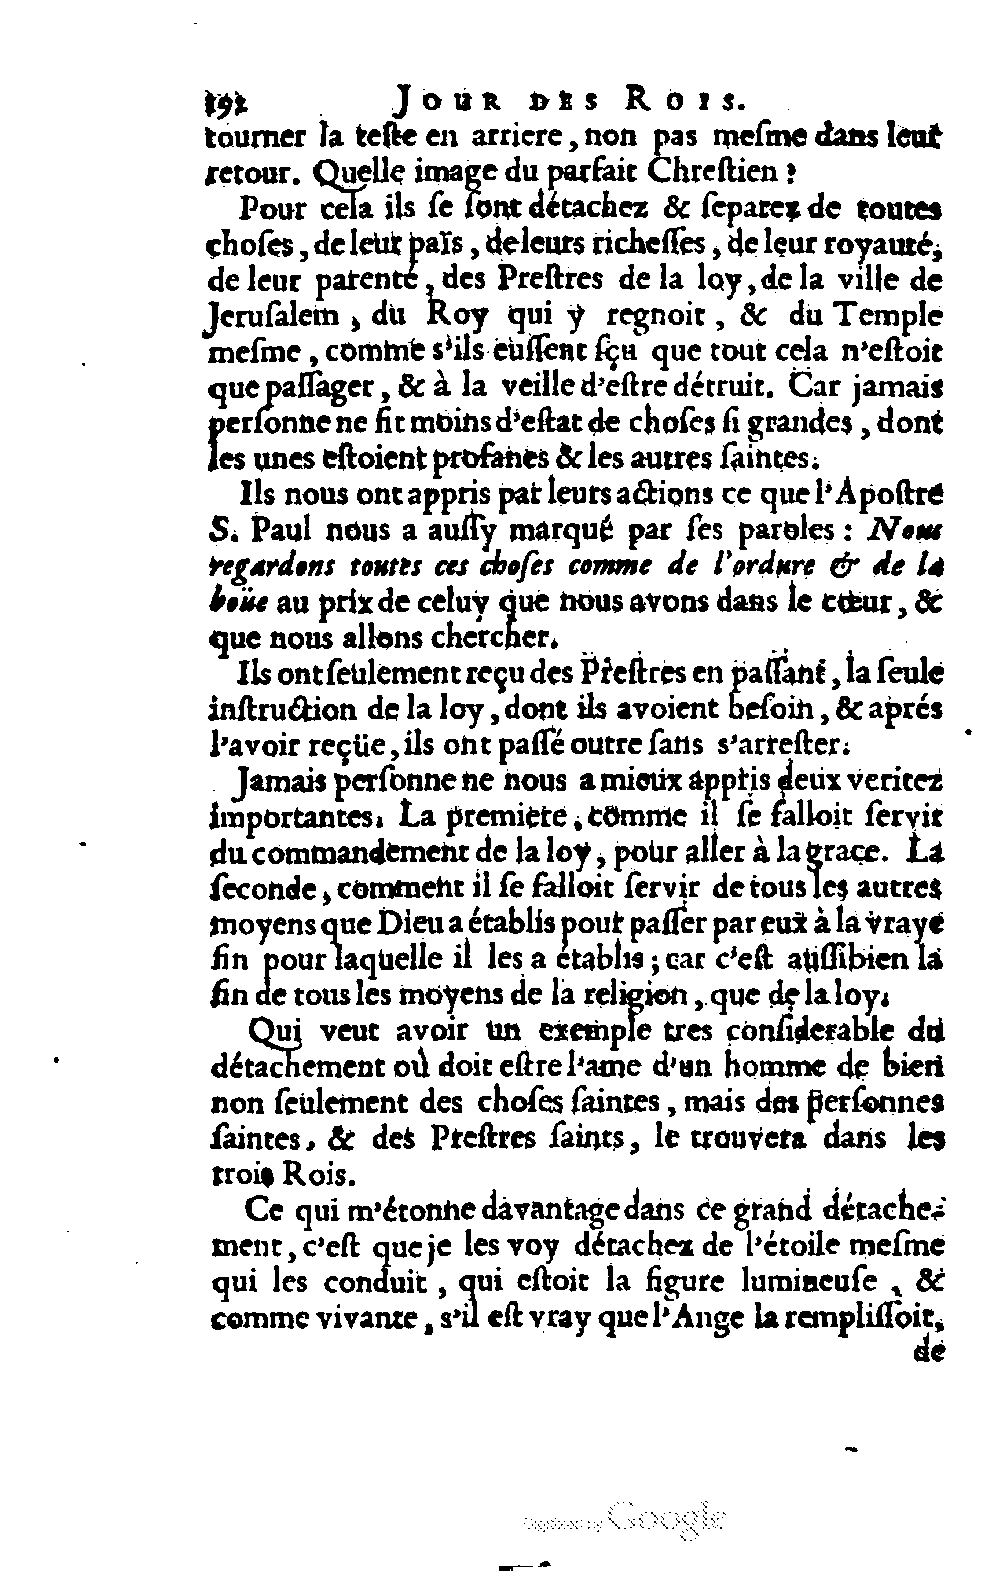 192 JOUR DES ROIS.
tourner la teſte en arriere, non pas meſme dans leur
retour. Quelle image du parfait Chreſtien !
Pour cela ils ſe ſont détachez & ſeparez de toutes
choſes, de leur païs, de leurs richeſſes, de leur royauté,
de leur parenté, des Preſtres de la loy, de la ville de
Jeruſalem, du Roy qui y regnoit, & du Temple
meſme, comme s'ils euſſent ſçu que tout cela n'eſtoit
que paſſager, & à la veille d'eſtre détruit. Car jamais
perſonne ne fit moins d'eſtat de choſes ſi grandes, dont
les unes eſtoient profanes & les autres ſaintes.
Ils nous ont appris par leurs actions ce que l'Apoſtre
S. Paul nous a auſſy marqué par ſes paroles : Nous
regardons toutes ces choſes comme de l'ordure & de la
boüe au prix de celuy que nous avons dans le cœur, &
que nous allons chercher.
Ils ont ſeulement reçu des Preſtres en paſſant, la ſeule
inſtruction de la loy, dont ils avoient beſoin, & aprés
l'avoir reçüe, ils ont paſſé outre ſans s'arreſter.
Jamais perſonne ne nous a mieux appris deux veritez
importantes. La premiere, comme il ſe falloit ſervir
du commandement de la loy, pour aller à la grace. La
ſeconde, comment il ſe falloit ſervir de tous les autres
moyens que Dieu a établis pour paſſer par eux à la vraye
fin pour laquelle il les a établis ; car c'eſt auſſibien la
fin de tous les moyens de la religion, que de la loy.
Qui veut avoir un exemple tres conſiderable du
détachement où doit eſtre l'ame d'un homme de bien
non ſeulement des choſes ſaintes, mais des perſonnes
ſaintes, & des Preſtres ſaints, le trouvera dans les
trois Rois.
Ce qui m'étonne davantage dans ce grand détache-
ment, c'eſt que je les voy détachez de l'étoile meſme
qui les conduit, qui eſtoit la figure lumineuſe, &
comme vivante, s'il eſt vray que l'Ange la rempliſſoit,
de
Digitized by Google